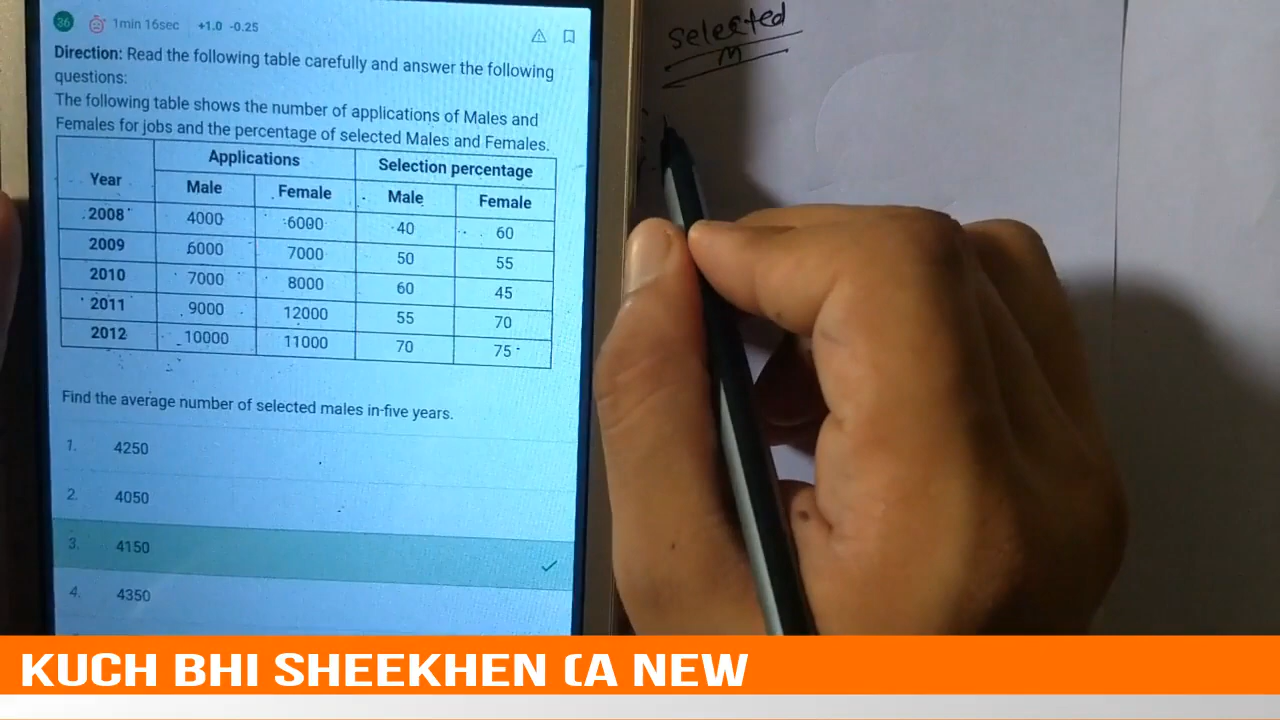 36 1min 16sec +1.0 -0.25
Direction: Read the following table carefully and answer the following
questions:
The following table shows the number of applications of Males and
Females for jobs and the percentage of selected Males and Females.
Year Applications Selection percentage
Male Female Male Female
2008 4000 6000 40 60
2009 6000 7000 50 55
2010 7000 8000 60 45
2011 9000 12000 55 70
2012 10000 11000 70 75
Find the average number of selected males in five years.
1. 4250
2. 4050
3. 4150
4. 4350
selected
M
KUCH BHI SHEEKHEN (A NEW